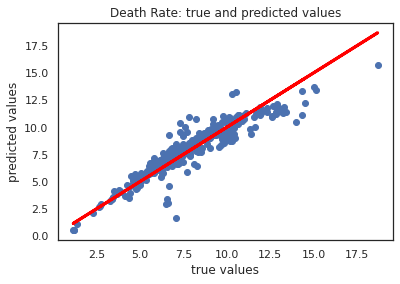 Death Rate: true and predicted values
predicted values
17.5
15.0
12.5
10.0
7.5
5.0
2.5
0.0
2.5 5.0 7.5 10.0 12.5 15.0 17.5
true values